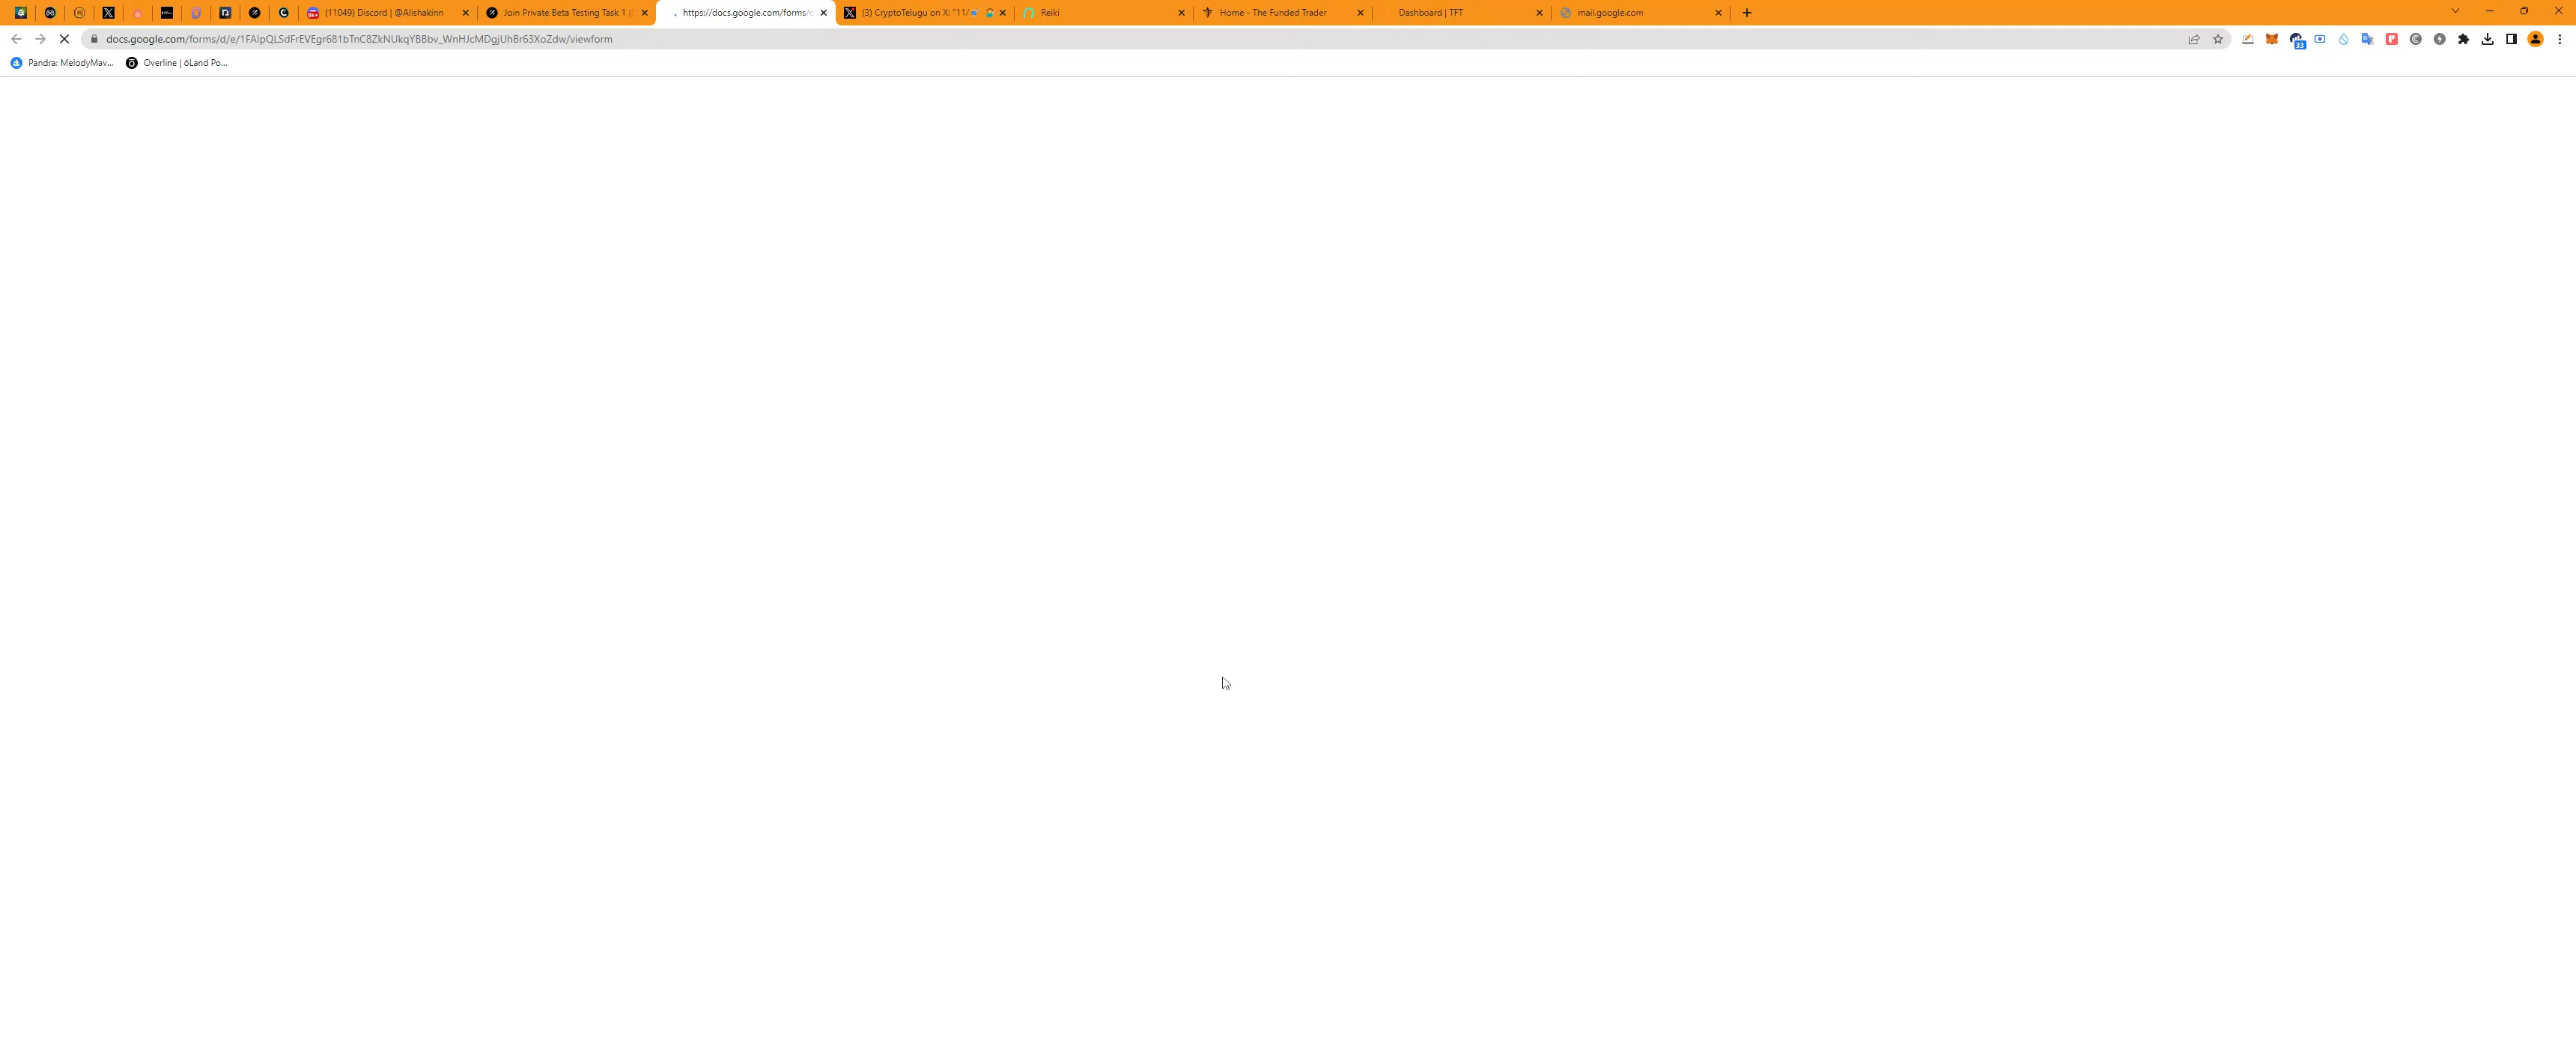 (11049) Discord | @Alishakinn
Join Private Beta Testing Task 1 (
https://docs.google.com/forms/
(3) CryptoTelugu on X: "11/
Reiki
Home - The Funded Trader
Dashboard | TFT
mail.google.com
docs.google.com/forms/d/e/1FAIpQLSdFrEVEgr681bTnC8ZkNUkqYBBbv_WnHJcMDgjUhBr63XoZdw/viewform
33
Pandra: MelodyMav...
Overline | ōLand Po...